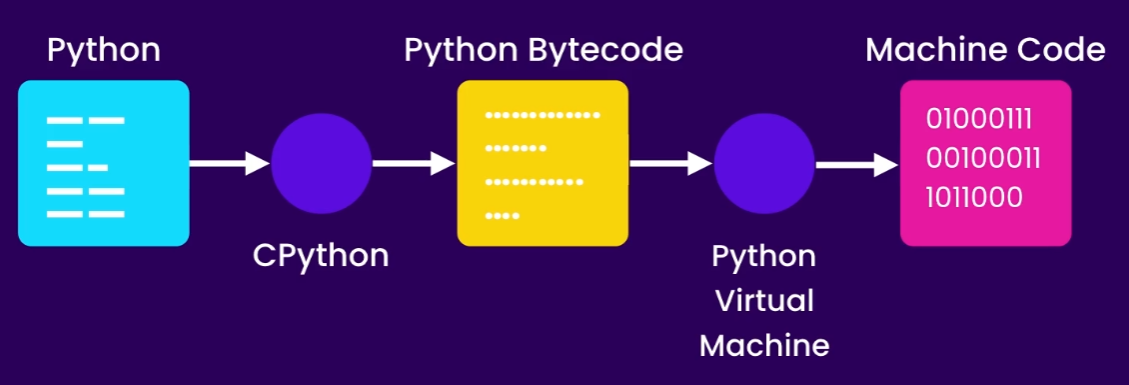 Python
Python Bytecode
Machine Code
01000111
00100011
1011000
CPython
Python
Virtual
Machine